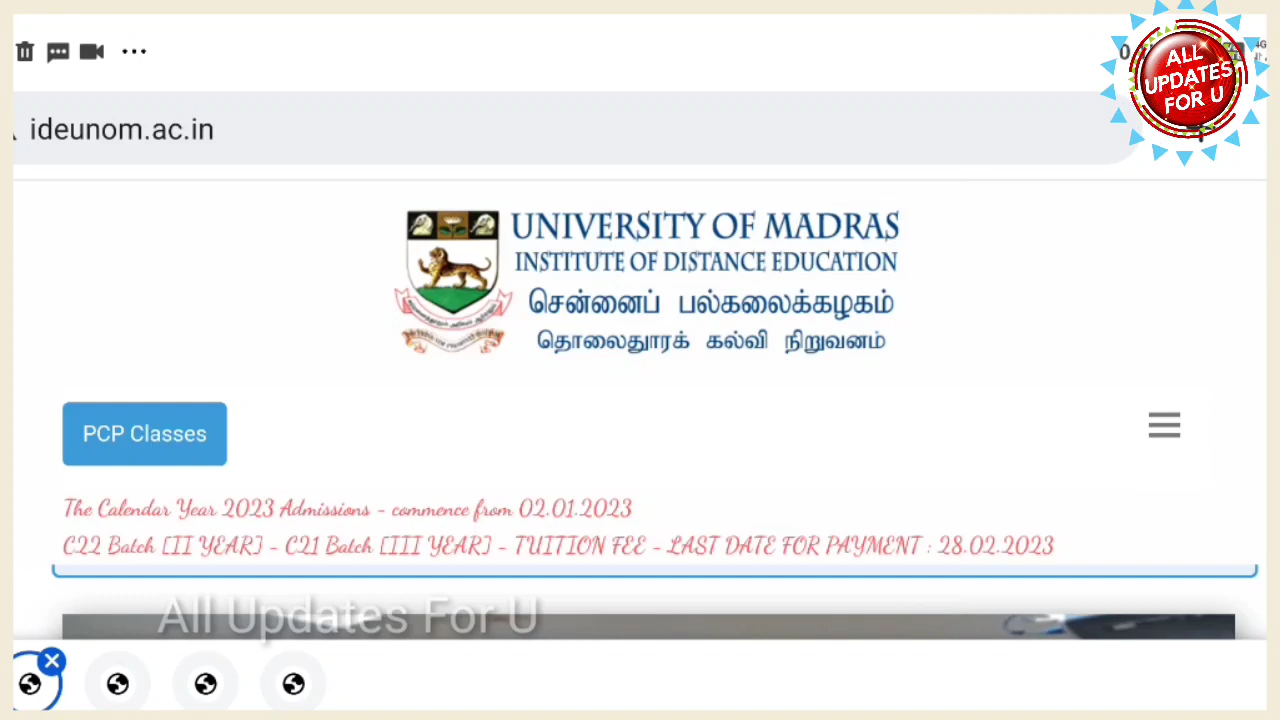 ALL
UPDATES
FOR U
ideunom.ac.in
UNIVERSITY OF MADRAS
INSTITUTE OF DISTANCE EDUCATION
சென்னைப் பல்கலைக்கழகம்
தொலைதூரக் கல்வி நிறுவனம்
PCP Classes
The Calendar Year 2023 Admissions - commence from 02.01.2023
C22 Batch [II YEAR] - C21 Batch [III YEAR] - TUITION FEE - LAST DATE FOR PAYMENT : 28.02.2023
All Updates For U